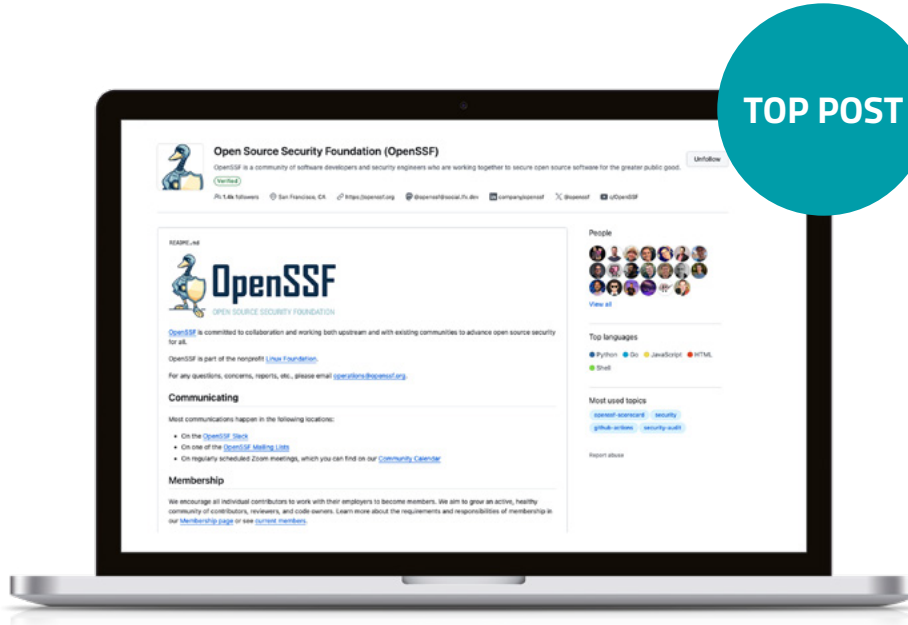 TOP POST
Open Source Security Foundation (OpenSSF)
OpenSSF is a community of software developers and security engineers who are working together to secure open source software for the greater public good.
Unfollow
Verified
1.4k followers San Francisco, CA https://openssf.org @openssf@social.lfx.dev company/openssf @openssf c/OpenSSF
README.md
OpenSSF
OPEN SOURCE SECURITY FOUNDATION
OpenSSF is committed to collaboration and working both upstream and with existing communities to advance open source security
for all.
OpenSSF is part of the nonprofit Linux Foundation.
For any questions, concerns, reports, etc., please email operations@openssf.org.
Communicating
Most communications happen in the following locations:
• On the OpenSSF Slack
• On one of the OpenSSF Mailing Lists
• On regularly scheduled Zoom meetings, which you can find on our Community Calendar
Membership
We encourage all individual contributors to work with their employers to become members. We aim to grow an active, healthy
community of contributors, reviewers, and code owners. Learn more about the requirements and responsibilities of membership in
our Membership page or see current members.
People
View all
Top languages
Python Go JavaScript HTML
Shell
Most used topics
openssf-scorecard security
github-actions security-audit
Report abuse